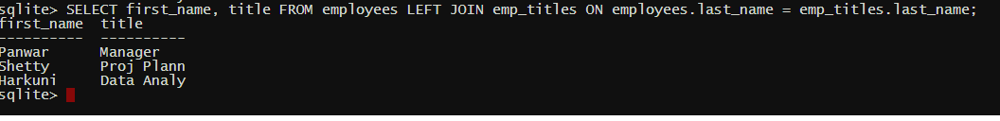 sqlite> SELECT first_name, title FROM employees LEFT JOIN emp_titles ON employees.last_name = emp_titles.last_name;
first_name  title
----------  ----------
Panwar      Manager
Shetty      Proj Plann
Harkuni     Data Analy
sqlite>